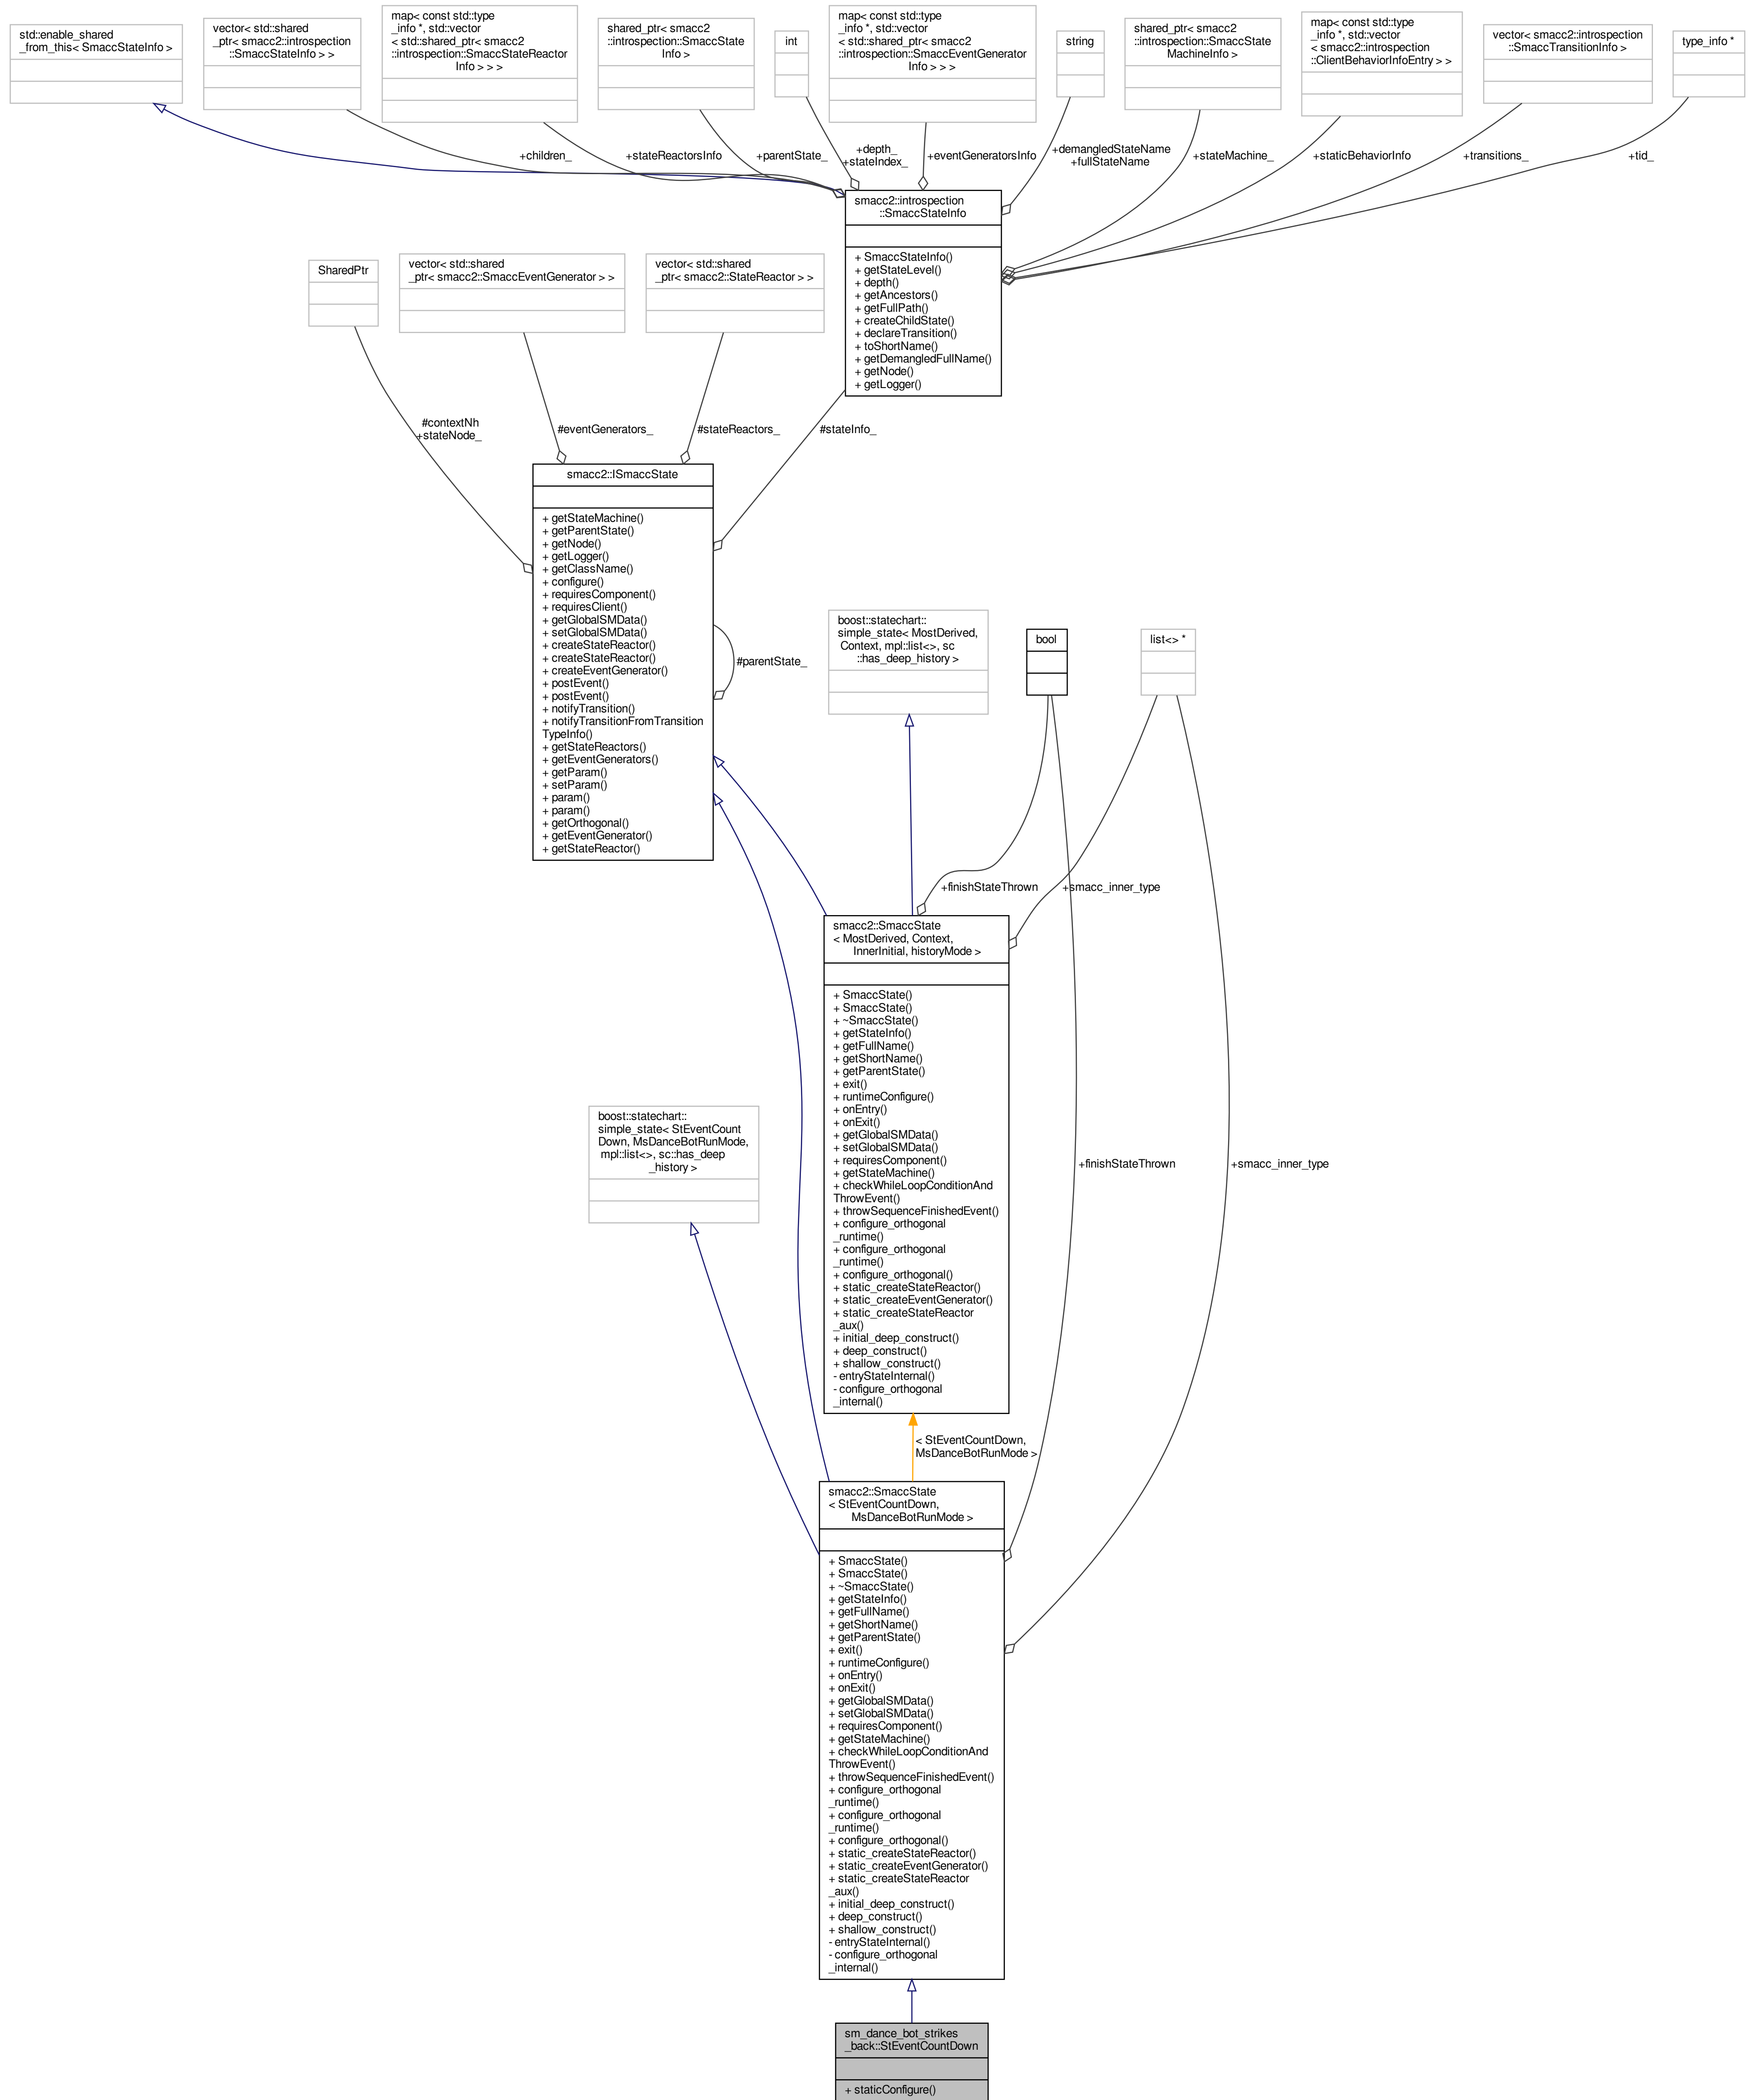 std::enable_shared
_from_this< SmaccStateInfo >
vector< std::shared
_ptr< smacc2::introspection
::SmaccStateInfo > >
map< const std::type
_info *, std::vector
< std::shared_ptr< smacc2
::introspection::SmaccStateReactor
Info > > >
shared_ptr< smacc2
::introspection::SmaccState
Info >
int
map< const std::type
_info *, std::vector
< std::shared_ptr< smacc2
::introspection::SmaccEventGenerator
Info > > >
string
shared_ptr< smacc2
::introspection::SmaccState
MachineInfo >
map< const std::type
_info *, std::vector
< smacc2::introspection
::ClientBehaviorInfoEntry > >
vector< smacc2::introspection
::SmaccTransitionInfo >
type_info *
+children_
+stateReactorsInfo
+parentState_
+depth_
+stateIndex_
+eventGeneratorsInfo
+demangledStateName
+fullStateName
+stateMachine_
+staticBehaviorInfo
+transitions_
+tid_
smacc2::introspection
::SmaccStateInfo
+ SmaccStateInfo()
+ getStateLevel()
+ depth()
+ getAncestors()
+ getFullPath()
+ createChildState()
+ declareTransition()
+ toShortName()
+ getDemangledFullName()
+ getNode()
+ getLogger()
SharedPtr
vector< std::shared
_ptr< smacc2::SmaccEventGenerator > >
vector< std::shared
_ptr< smacc2::StateReactor > >
#contextNh
+stateNode_
#eventGenerators_
#stateReactors_
#stateInfo_
smacc2::ISmaccState
+ getStateMachine()
+ getParentState()
+ getNode()
+ getLogger()
+ getClassName()
+ configure()
+ requiresComponent()
+ requiresClient()
+ getGlobalSMData()
+ setGlobalSMData()
+ createStateReactor()
+ createStateReactor()
+ createEventGenerator()
+ postEvent()
+ postEvent()
+ notifyTransition()
+ notifyTransitionFromTransition
TypeInfo()
+ getStateReactors()
+ getEventGenerators()
+ getParam()
+ setParam()
+ param()
+ param()
+ getOrthogonal()
+ getEventGenerator()
+ getStateReactor()
#parentState_
boost::statechart::
simple_state< MostDerived,
Context, mpl::list<>, sc
::has_deep_history >
bool
list<> *
+finishStateThrown
+smacc_inner_type
smacc2::SmaccState
< MostDerived, Context,
InnerInitial, historyMode >
+ SmaccState()
+ SmaccState()
+ ~SmaccState()
+ getStateInfo()
+ getFullName()
+ getShortName()
+ getParentState()
+ exit()
+ runtimeConfigure()
+ onEntry()
+ onExit()
+ getGlobalSMData()
+ setGlobalSMData()
+ requiresComponent()
+ getStateMachine()
+ checkWhileLoopConditionAnd
ThrowEvent()
+ throwSequenceFinishedEvent()
+ configure_orthogonal
_runtime()
+ configure_orthogonal
_runtime()
+ configure_orthogonal()
+ static_createStateReactor()
+ static_createEventGenerator()
+ static_createStateReactor
_aux()
+ initial_deep_construct()
+ deep_construct()
+ shallow_construct()
- entryStateInternal()
- configure_orthogonal
_internal()
boost::statechart::
simple_state< StEventCount
Down, MsDanceBotRunMode,
mpl::list<>, sc::has_deep
_history >
+finishStateThrown
+smacc_inner_type
< StEventCountDown,
MsDanceBotRunMode >
smacc2::SmaccState
< StEventCountDown,
MsDanceBotRunMode >
+ SmaccState()
+ SmaccState()
+ ~SmaccState()
+ getStateInfo()
+ getFullName()
+ getShortName()
+ getParentState()
+ exit()
+ runtimeConfigure()
+ onEntry()
+ onExit()
+ getGlobalSMData()
+ setGlobalSMData()
+ requiresComponent()
+ getStateMachine()
+ checkWhileLoopConditionAnd
ThrowEvent()
+ throwSequenceFinishedEvent()
+ configure_orthogonal
_runtime()
+ configure_orthogonal
_runtime()
+ configure_orthogonal()
+ static_createStateReactor()
+ static_createEventGenerator()
+ static_createStateReactor
_aux()
+ initial_deep_construct()
+ deep_construct()
+ shallow_construct()
- entryStateInternal()
- configure_orthogonal
_internal()
sm_dance_bot_strikes
_back::StEventCountDown
+ staticConfigure()